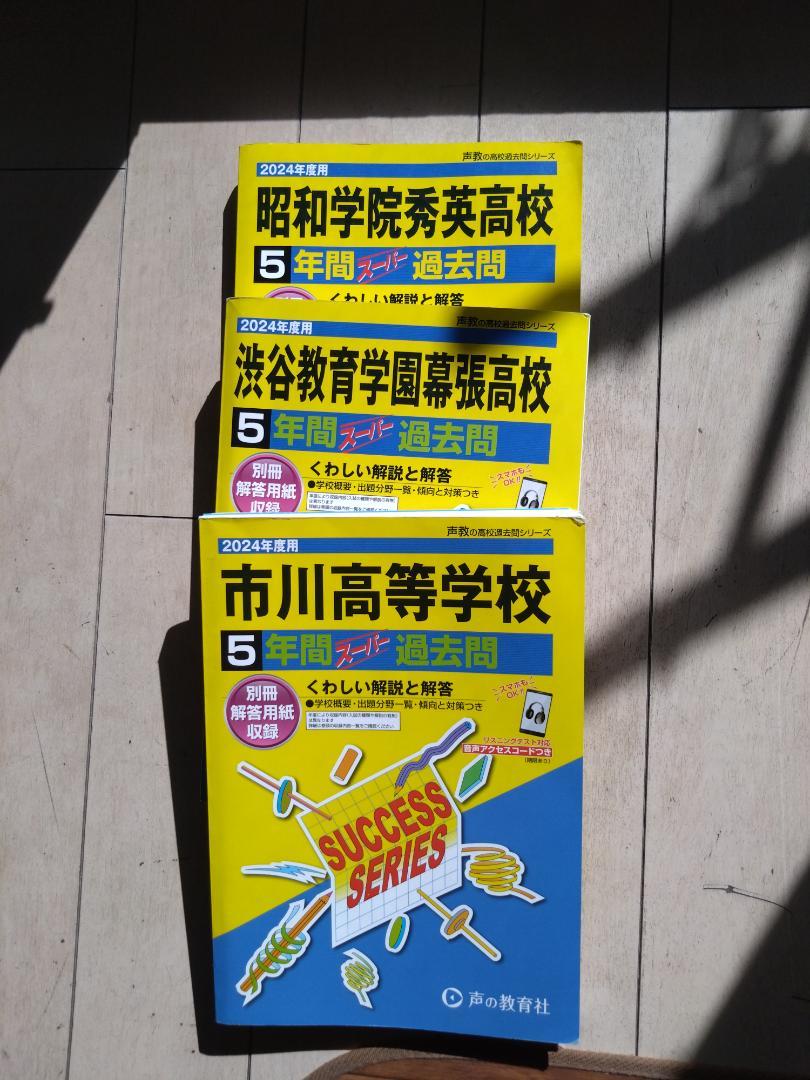 声教の高校過去問シリーズ
2024年度用
昭和学院秀英高校
5年間スーパー過去問
くわしい解説と解答
声教の高校過去問シリーズ
2024年度用
渋谷教育学園幕張高校
5年間スーパー過去問
別冊
解答用紙
収録
くわしい解説と解答
●学校概要・出題分野一覧・傾向と対策つき
スマホも
OK!!
声教の高校過去問シリーズ
2024年度用
市川高等学校
5年間スーパー過去問
別冊
解答用紙
収録
くわしい解説と解答
●学校概要・出題分野一覧・傾向と対策つき
スマホも
OK!!
リスニングテスト対応
音声アクセスコードつき
SUCCESS
SERIES
声の教育社